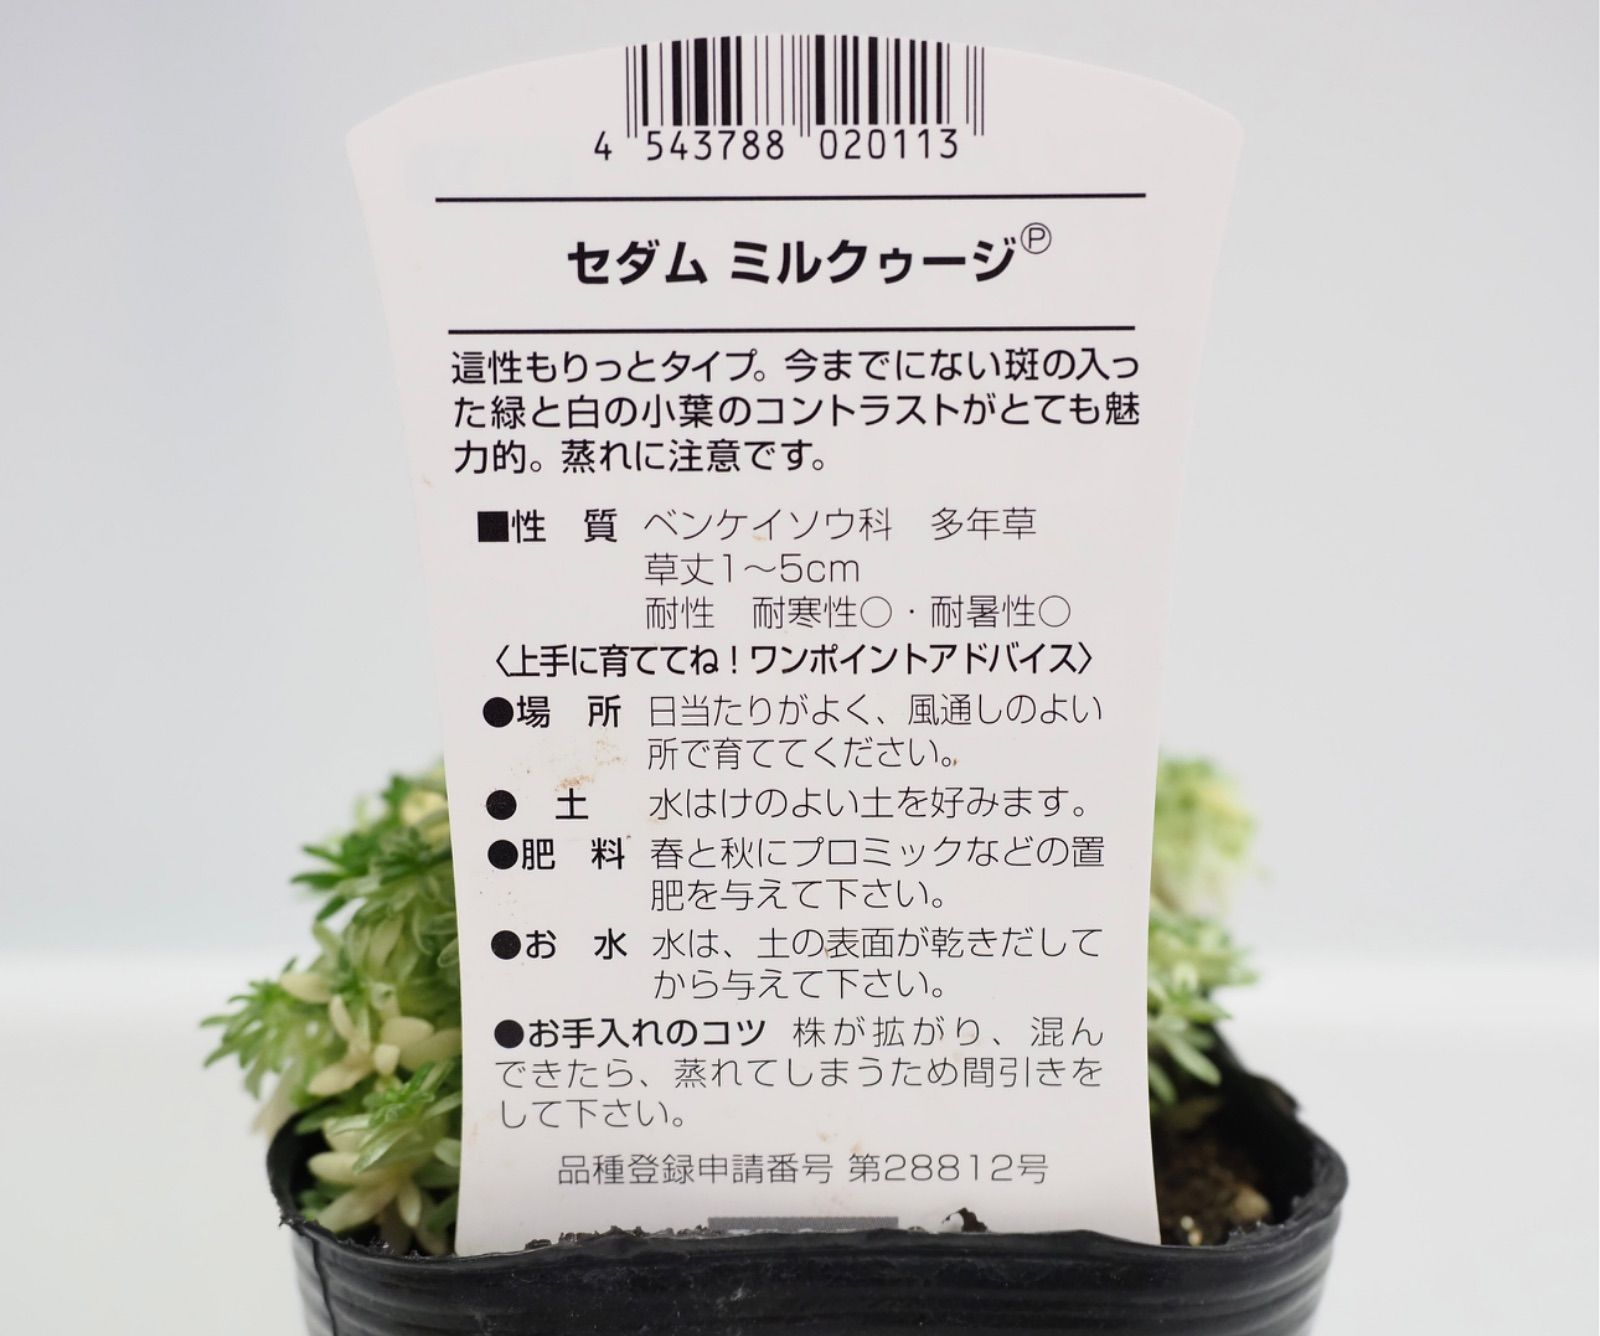 4 543788 020113
セダム ミルクゥージⓅ
這性もりっとタイプ。今までにない斑の入っ
た緑と白の小葉のコントラストがとても魅
力的。蒸れに注意です。
■性 質 ベンケイソウ科 多年草
草丈1〜5cm
耐性 耐寒性○・耐暑性○
〈上手に育ててね!ワンポイントアドバイス〉
●場 所 日当たりがよく、風通しのよい
所で育ててください。
● 土 水はけのよい土を好みます。
●肥 料 春と秋にプロミックなどの置
肥を与えて下さい。
●お 水 水は、土の表面が乾きだして
から与えて下さい。
●お手入れのコツ 株が拡がり、混ん
できたら、蒸れてしまうため間引きを
して下さい。
品種登録申請番号 第28812号